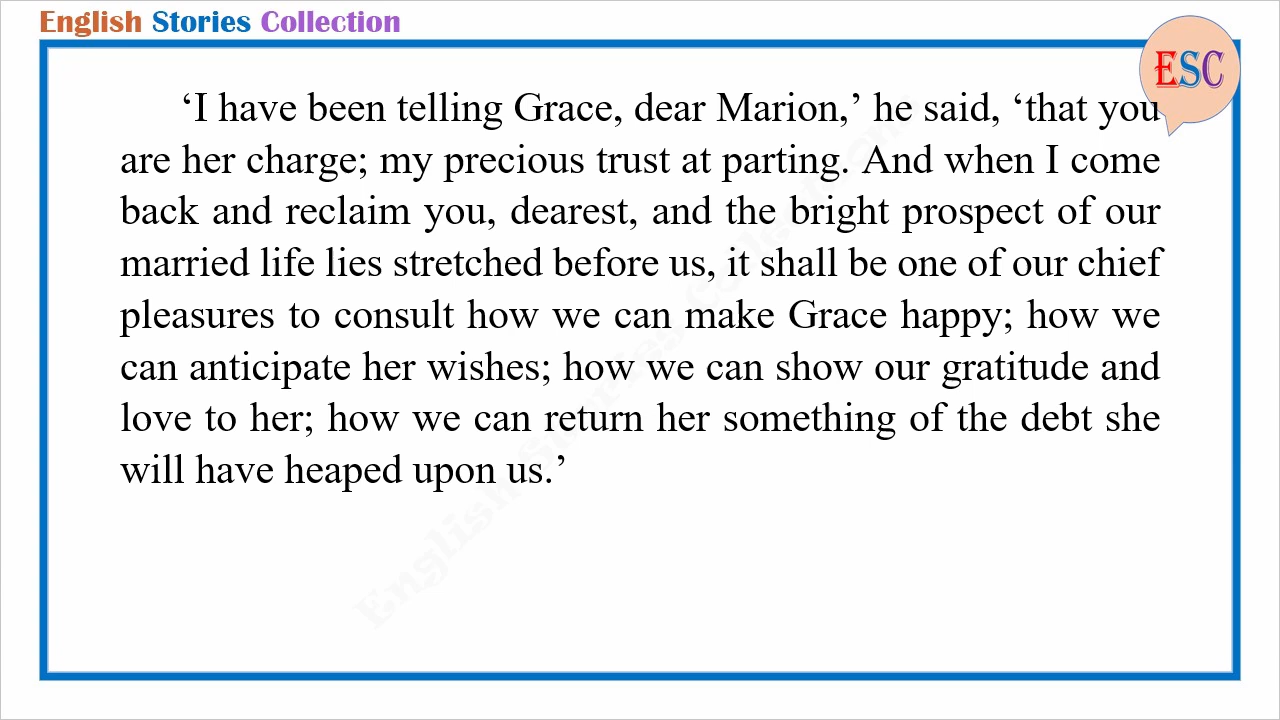 English Stories Collection
ESC
‘I have been telling Grace, dear Marion,’ he said, ‘that you
are her charge; my precious trust at parting. And when I come
back and reclaim you, dearest, and the bright prospect of our
married life lies stretched before us, it shall be one of our chief
pleasures to consult how we can make Grace happy; how we
can anticipate her wishes; how we can show our gratitude and
love to her; how we can return her something of the debt she
will have heaped upon us.’
English Stories Collection